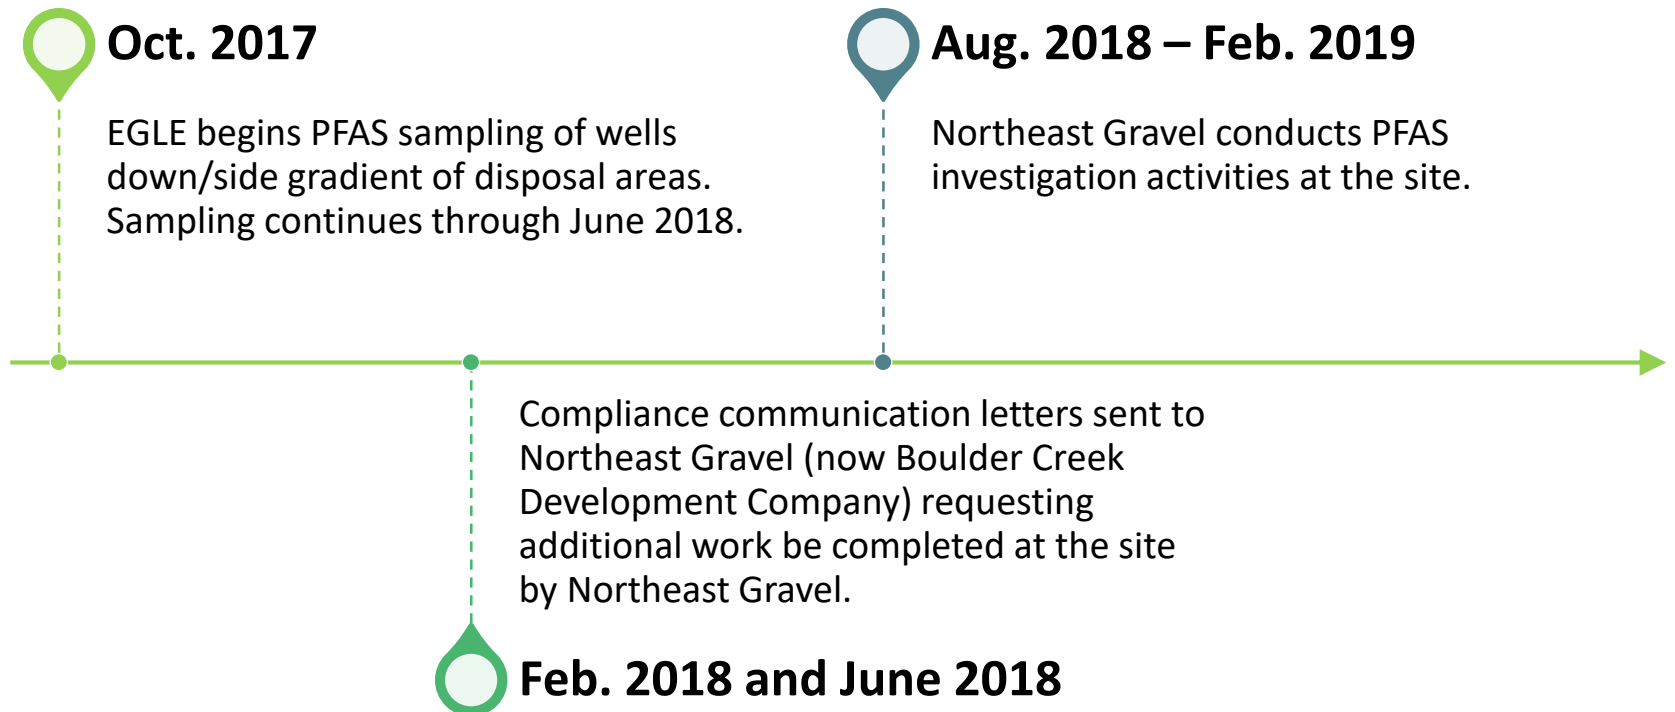 Oct. 2017
EGLE begins PFAS sampling of wells
down/side gradient of disposal areas.
Sampling continues through June 2018.
Aug. 2018 – Feb. 2019
Northeast Gravel conducts PFAS
investigation activities at the site.
Compliance communication letters sent to
Northeast Gravel (now Boulder Creek
Development Company) requesting
additional work be completed at the site
by Northeast Gravel.
Feb. 2018 and June 2018